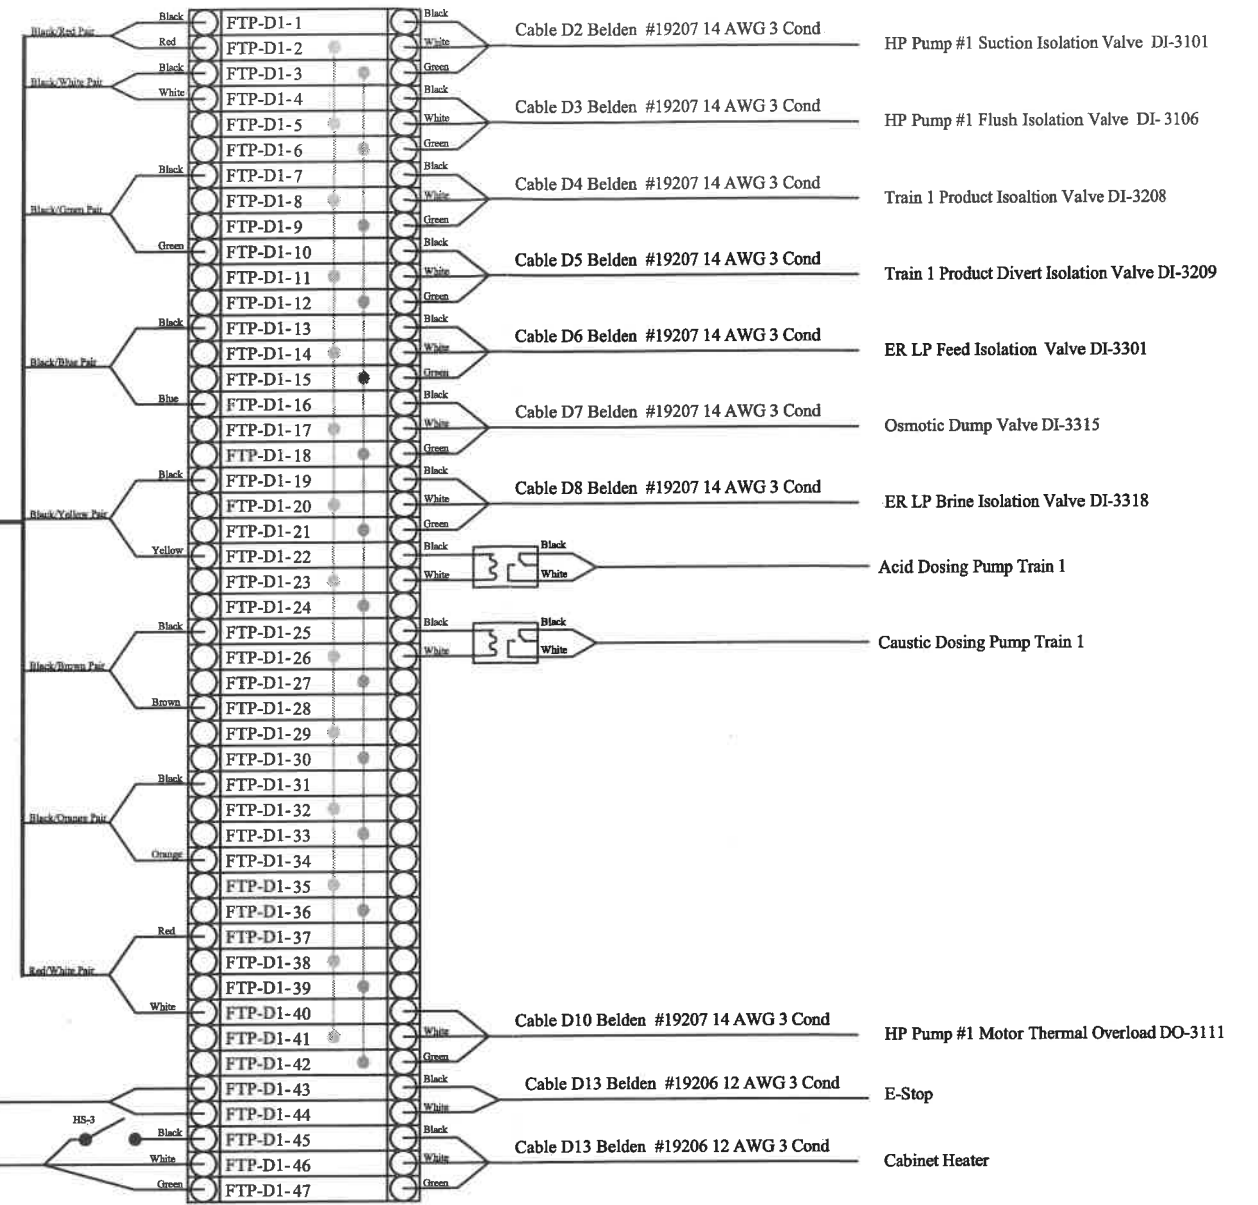 Black FTP-D1-1 Black
Black/Red Pair Cable D2 Belden #19207 14 AWG 3 Cond
Red FTP-D1-2 White HP Pump #1 Suction Isolation Valve DI-3101
Black FTP-D1-3 Green
Black/White Pair
White FTP-D1-4 Black
Cable D3 Belden #19207 14 AWG 3 Cond
FTP-D1-5 White HP Pump #1 Flush Isolation Valve DI- 3106
FTP-D1-6 Green
Black FTP-D1-7 Black
Cable D4 Belden #19207 14 AWG 3 Cond
FTP-D1-8 White Train 1 Product Isoaltion Valve DI-3208
Black/Green Pair
FTP-D1-9 Green
Green FTP-D1-10 Black
Cable D5 Belden #19207 14 AWG 3 Cond
FTP-D1-11 White Train 1 Product Divert Isolation Valve DI-3209
FTP-D1-12 Green
Black FTP-D1-13 Black
Cable D6 Belden #19207 14 AWG 3 Cond
FTP-D1-14 White ER LP Feed Isolation Valve DI-3301
Black/Blue Pair
FTP-D1-15 Green
Blue FTP-D1-16 Black
Cable D7 Belden #19207 14 AWG 3 Cond
FTP-D1-17 White Osmotic Dump Valve DI-3315
FTP-D1-18 Green
Black FTP-D1-19 Black
Cable D8 Belden #19207 14 AWG 3 Cond
FTP-D1-20 White ER LP Brine Isolation Valve DI-3318
Black/Yellow Pair
FTP-D1-21 Green
Yellow FTP-D1-22 Black Black
Acid Dosing Pump Train 1
FTP-D1-23 White White
FTP-D1-24
Black FTP-D1-25 Black Black
Caustic Dosing Pump Train 1
FTP-D1-26 White White
Black/Brown Pair
FTP-D1-27
Brown FTP-D1-28
FTP-D1-29
FTP-D1-30
Black FTP-D1-31
FTP-D1-32
Black/Orange Pair
FTP-D1-33
Orange FTP-D1-34
FTP-D1-35
FTP-D1-36
Red FTP-D1-37
FTP-D1-38
Red/White Pair
FTP-D1-39
White FTP-D1-40
Cable D10 Belden #19207 14 AWG 3 Cond
FTP-D1-41 White HP Pump #1 Motor Thermal Overload DO-3111
FTP-D1-42 Green
FTP-D1-43 Black Cable D13 Belden #19206 12 AWG 3 Cond
E-Stop
FTP-D1-44 White
HS-3
Black FTP-D1-45 Black
Cable D13 Belden #19206 12 AWG 3 Cond
White FTP-D1-46 White Cabinet Heater
Green FTP-D1-47 Green